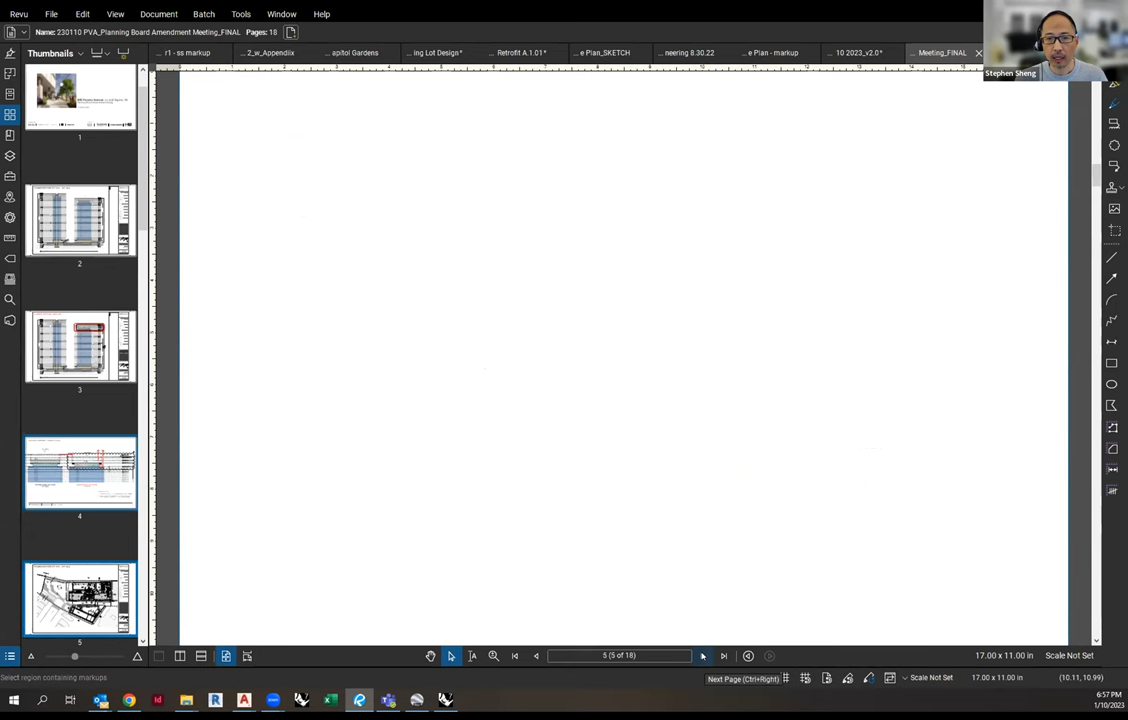 Revu File Edit View Document Batch Tools Window Help
Name: 230110 PVA_Planning Board Amendment Meeting_FINAL Pages: 18
Thumbnails
r1 - ss markup 2_w_Appendix apitol Gardens ... ing Lot Design* Retrofit A.1.01* ... e Plan_SKETCH ... neering 8.30.22 ... e Plan - markup ... 10 2023_v2.0* ... Meeting_FINAL
Stephen Sheng
1
2
3
4
5
5 (5 of 18)
17.00 x 11.00 in Scale Not Set
Select region containing markups
Next Page (Ctrl+Right)
Scale Not Set 17.00 x 11.00 in (10.11, 10.99)
6:57 PM
1/10/2023